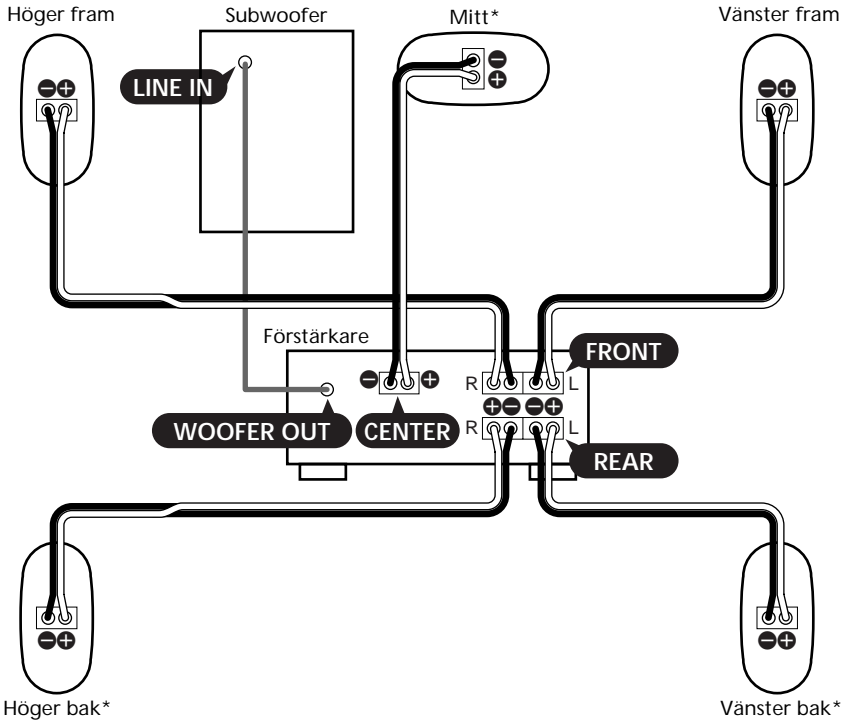 Höger fram
Subwoofer
Mitt*
Vänster fram
LINE IN
Förstärkare
FRONT
R
L
WOOFER OUT
CENTER
R
L
REAR
Höger bak*
Vänster bak*